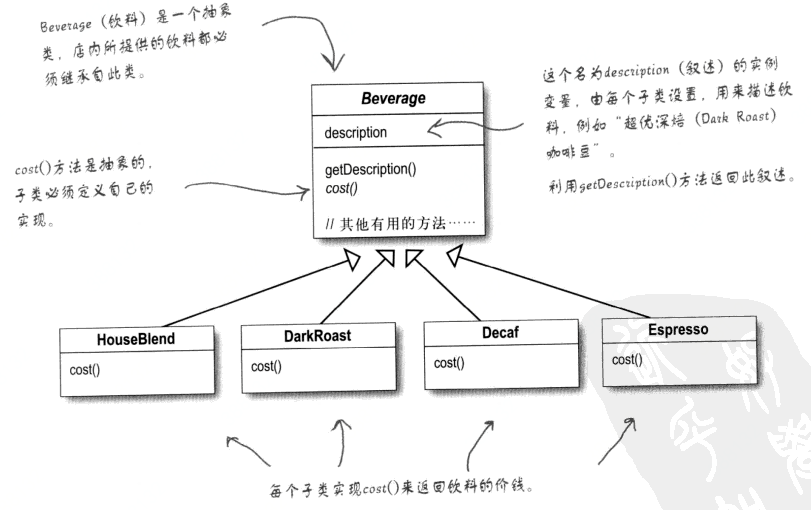 Beverage（饮料）是一个抽象
类，店内所提供的饮料都必
须继承自此类。
Beverage
description
getDescription()
cost()
// 其他有用的方法……
这个名为description（叙述）的实例
变量，由每个子类设置，用来描述饮
料，例如“超优深焙（Dark Roast）
咖啡豆”。
利用getDescription()方法返回此叙述。
cost()方法是抽象的，
子类必须定义自己的
实现。
HouseBlend
cost()
DarkRoast
cost()
Decaf
cost()
Espresso
cost()
每个子类实现cost()来返回饮料的价钱。